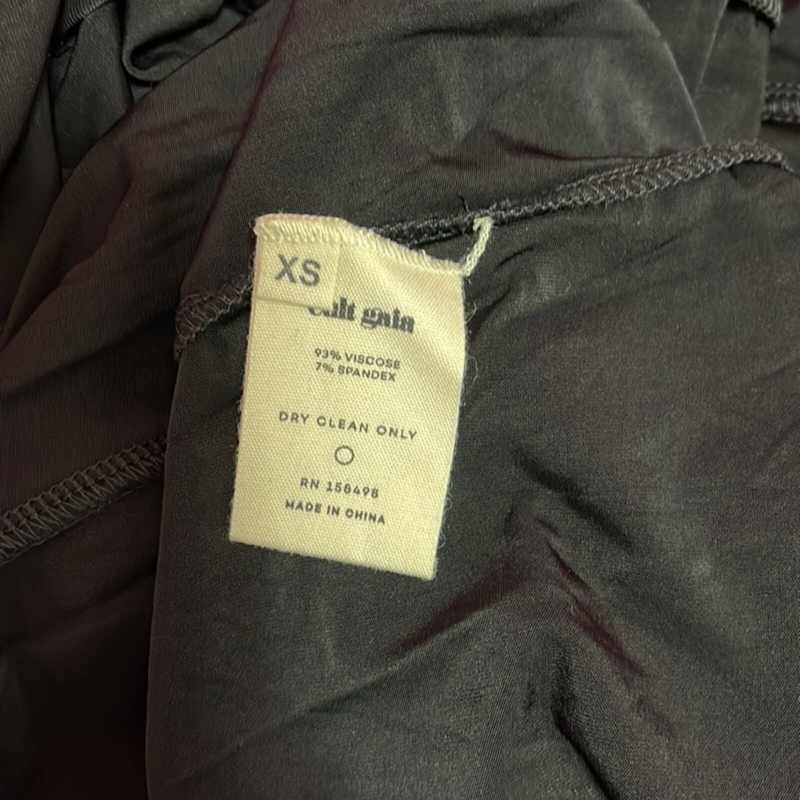 XS
cult gaia
93% VISCOSE
7% SPANDEX
DRY CLEAN ONLY
RN 156498
MADE IN CHINA